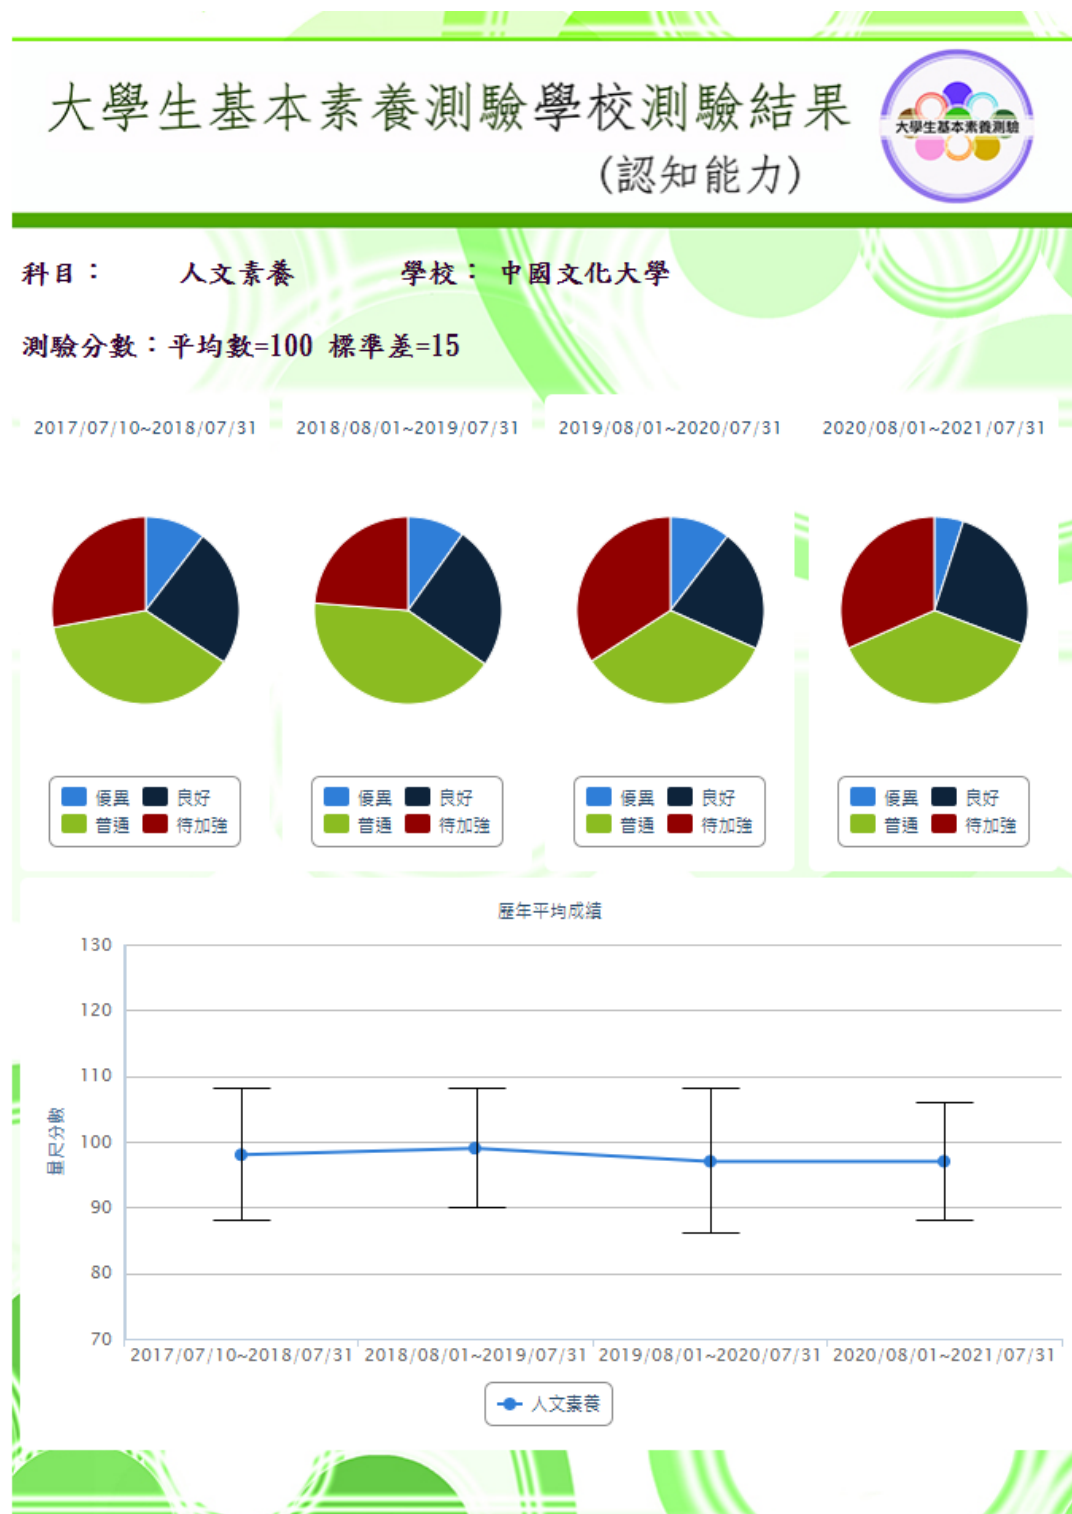 大學生基本素養測驗學校測驗結果
(認知能力)
大學生基本素養測驗
科目： 人文素養 學校： 中國文化大學
測驗分數：平均數=100 標準差=15
2017/07/10~2018/07/31 2018/08/01~2019/07/31 2019/08/01~2020/07/31 2020/08/01~2021/07/31
優異 良好 優異 良好 優異 良好 優異 良好
普通 待加強 普通 待加強 普通 待加強 普通 待加強
歷年平均成績
130
120
110
量尺分數
100
90
80
70
2017/07/10~2018/07/31 2018/08/01~2019/07/31 2019/08/01~2020/07/31 2020/08/01~2021/07/31
人文素養